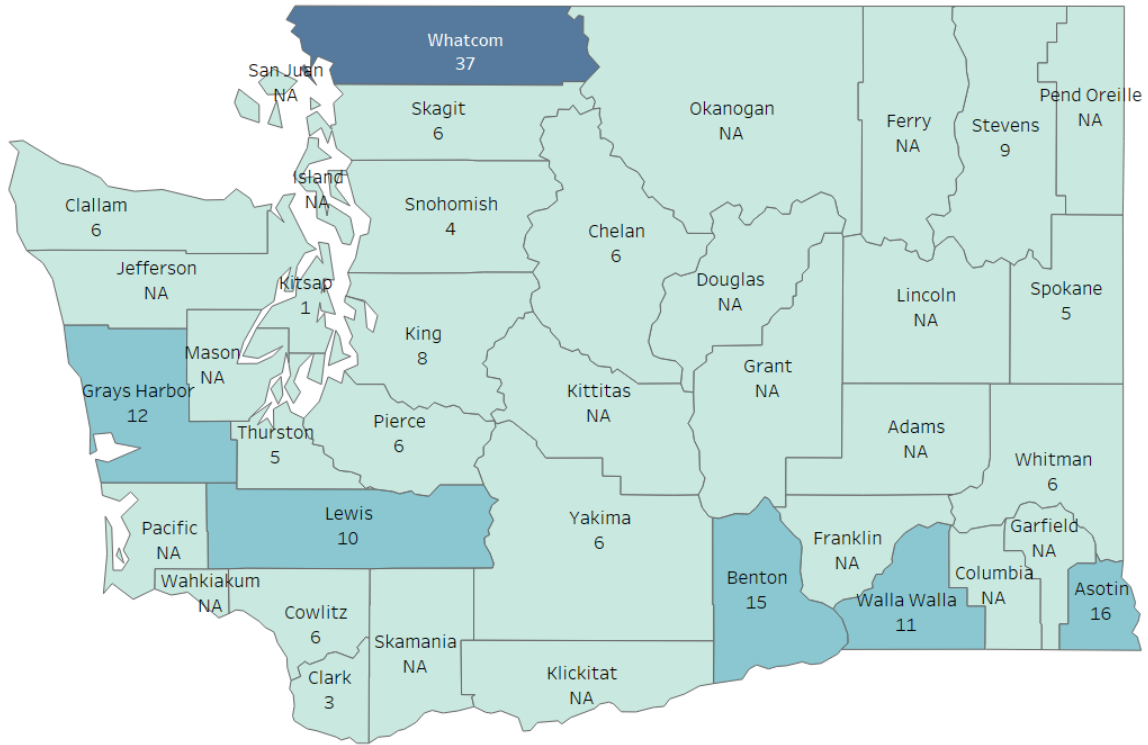 Whatcom
37
San Juan
NA
Skagit
6
Okanogan
NA
Ferry
NA
Stevens
9
Pend Oreille
NA
Island
NA
Clallam
6
Snohomish
4
Chelan
6
Jefferson
NA
Kitsap
1
Douglas
NA
Lincoln
NA
Spokane
5
King
8
Mason
NA
Grays Harbor
12
Kittitas
NA
Grant
NA
Thurston
5
Pierce
6
Adams
NA
Whitman
6
Lewis
10
Yakima
6
Pacific
NA
Franklin
NA
Garfield
NA
Wahkiakum
NA
Benton
15
Columbia
NA
Asotin
16
Walla Walla
11
Cowlitz
6
Skamania
NA
Klickitat
NA
Clark
3